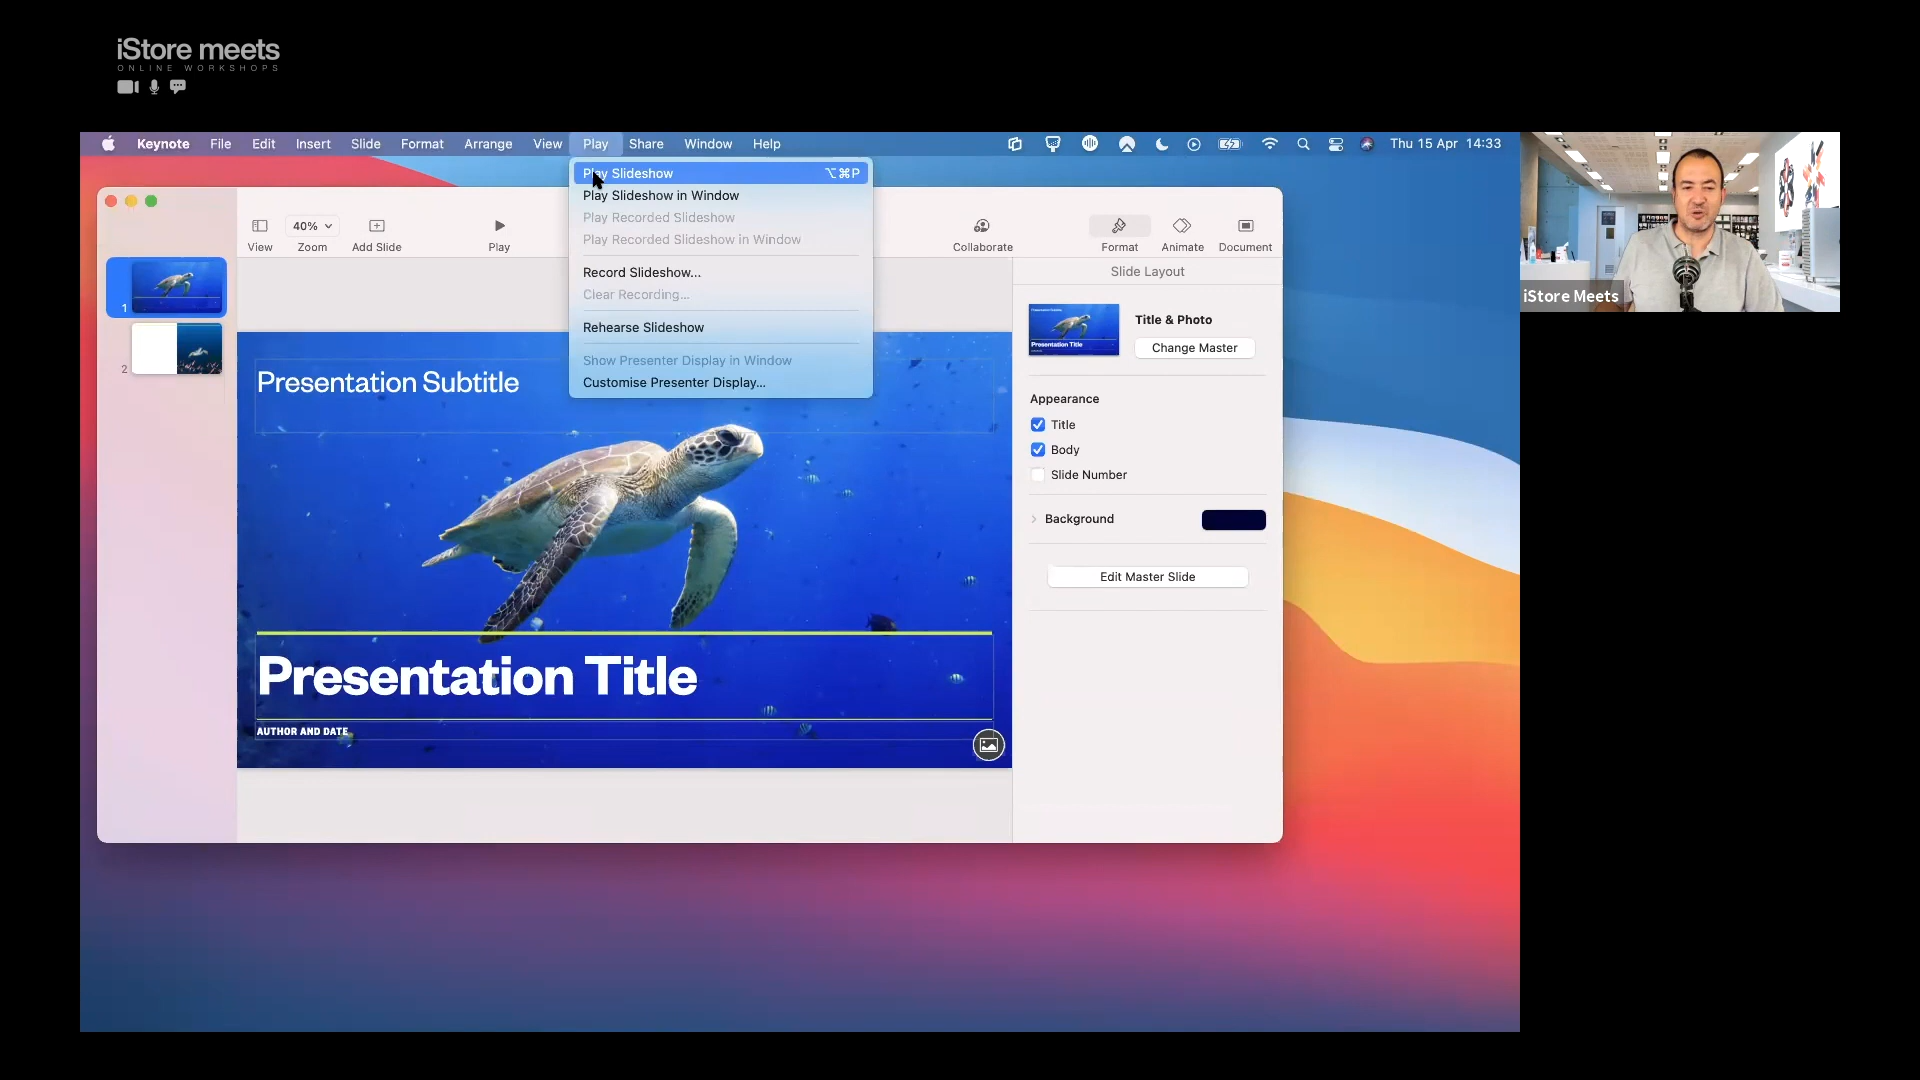 iStore meets
ONLINE WORKSHOPS
Keynote File Edit Insert Slide Format Arrange View Play Share Window Help Thu 15 Apr 14:33
Play Slideshow ⌥⌘P
Play Slideshow in Window
Play Recorded Slideshow
Play Recorded Slideshow in Window
Record Slideshow...
Clear Recording...
Rehearse Slideshow
Show Presenter Display in Window
Customise Presenter Display...
40%
View Zoom Add Slide Play Collaborate Format Animate Document
1
2
Presentation Subtitle
Presentation Title
AUTHOR AND DATE
Slide Layout
Presentation Title
Title & Photo
Change Master
Appearance
Title
Body
Slide Number
Background
Edit Master Slide
iStore Meets